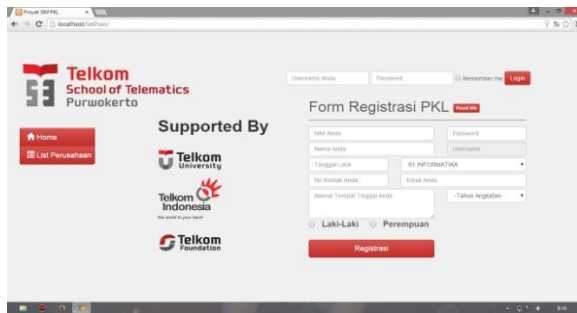 Proyek SIM PKL
localhost/latihan/
Telkom
School of Telematics
Purwokerto
Username Anda
Password
Remember me
Login
Home
List Perusahaan
Supported By
Telkom
University
Telkom
Indonesia
the world in your hand
Telkom
Foundation
Form Registrasi PKL
Read Me
NIM Anda
Password
Nama Anda
Username
Tanggal Lahir
S1 INFORMATIKA
No Kontak Anda
Email Anda
Alamat Tempat Tinggal Anda
-Tahun Angkatan-
Laki-Laki
Perempuan
Registrasi